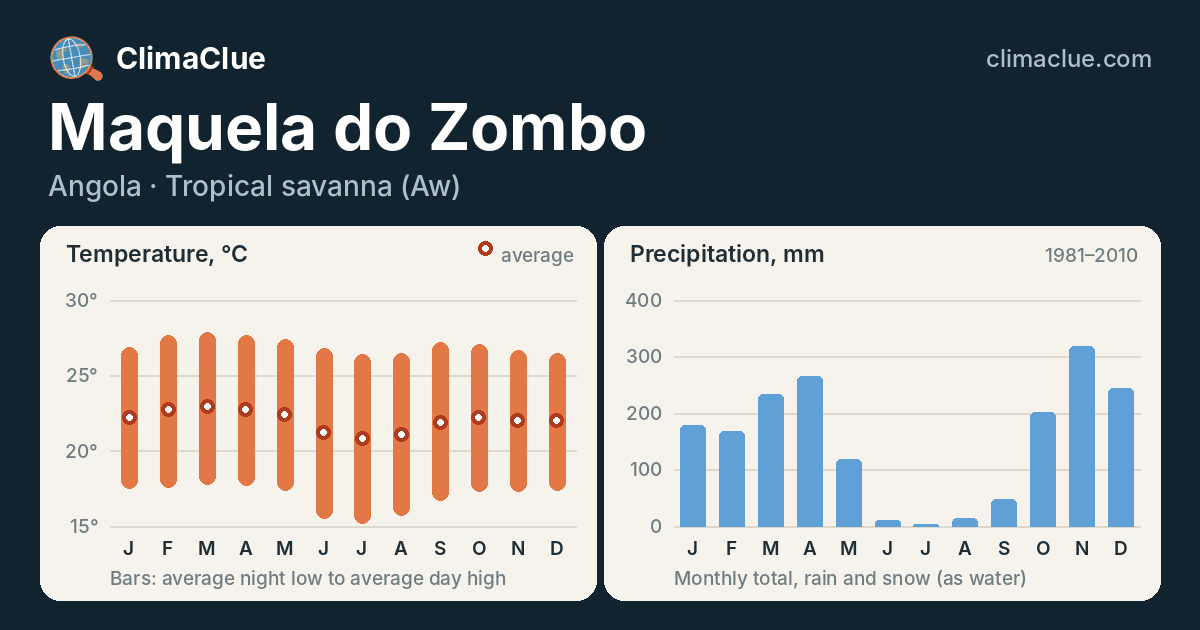 ClimaClue
climaclue.com
Maquela do Zombo
Angola · Tropical savanna (Aw)
Temperature, °C
average
30°
25°
20°
15°
J F M A M J J A S O N D
Bars: average night low to average day high
Precipitation, mm
1981–2010
400
300
200
100
0
J F M A M J J A S O N D
Monthly total, rain and snow (as water)